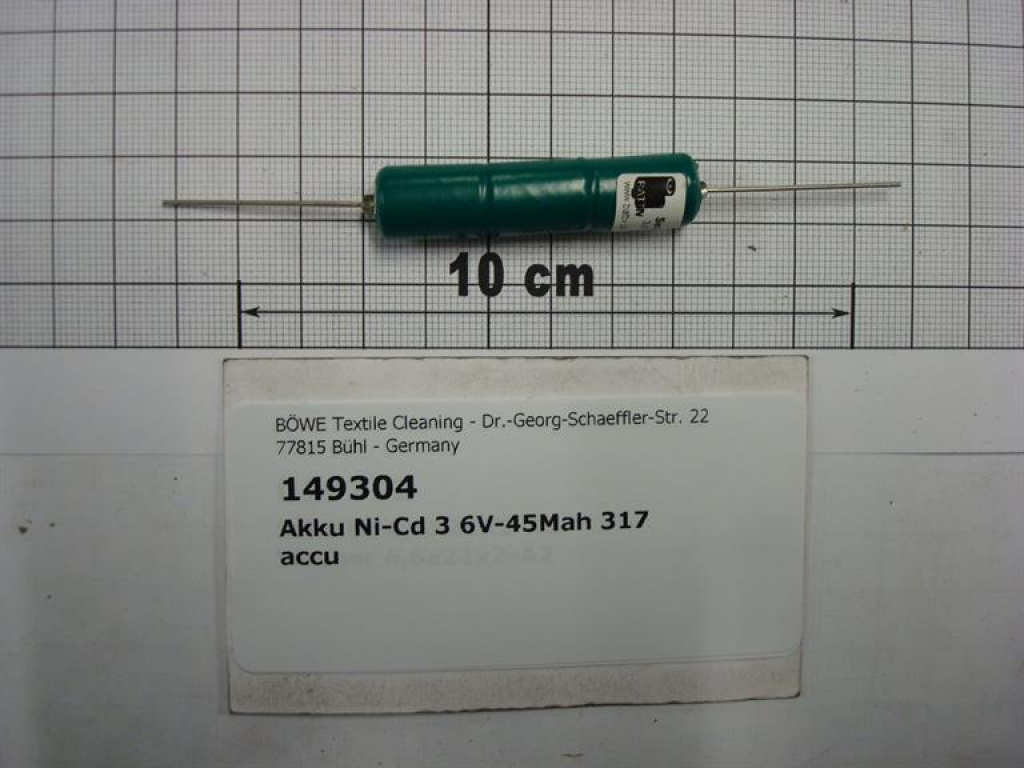 10 cm
BÖWE Textile Cleaning - Dr.-Georg-Schaeffler-Str. 22
77815 Bühl - Germany
149304
Akku Ni-Cd 3 6V-45Mah 317
accu